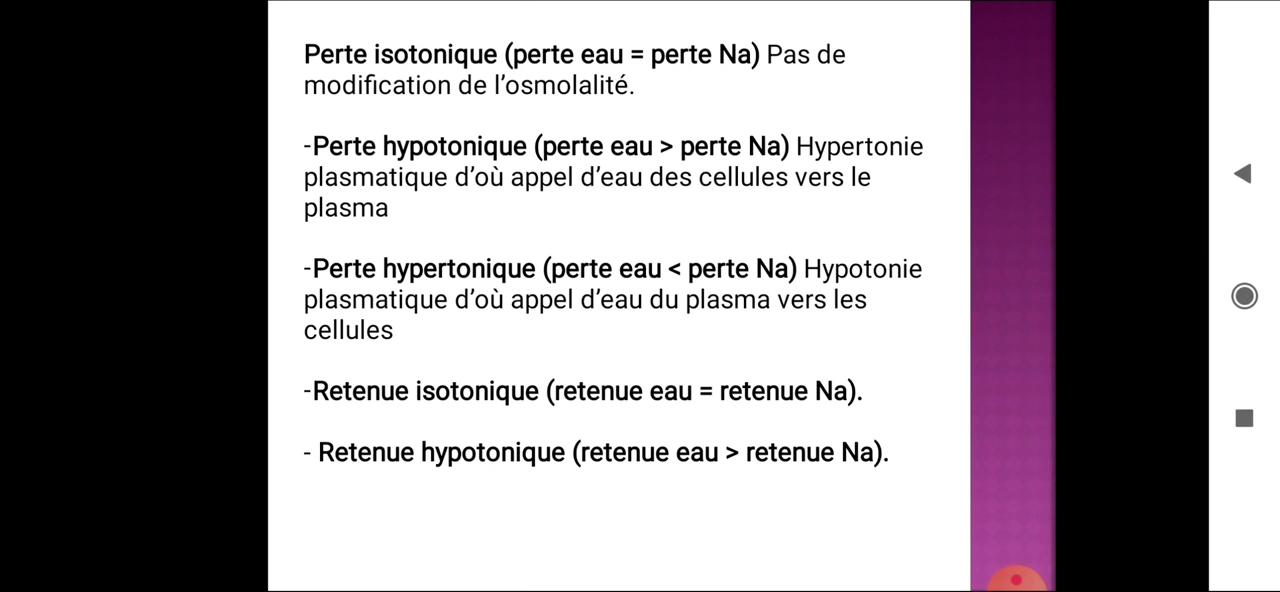 Perte isotonique (perte eau = perte Na) Pas de
modification de l’osmolalité.
-Perte hypotonique (perte eau > perte Na) Hypertonie
plasmatique d’où appel d’eau des cellules vers le
plasma
-Perte hypertonique (perte eau < perte Na) Hypotonie
plasmatique d’où appel d’eau du plasma vers les
cellules
-Retenue isotonique (retenue eau = retenue Na).
- Retenue hypotonique (retenue eau > retenue Na).